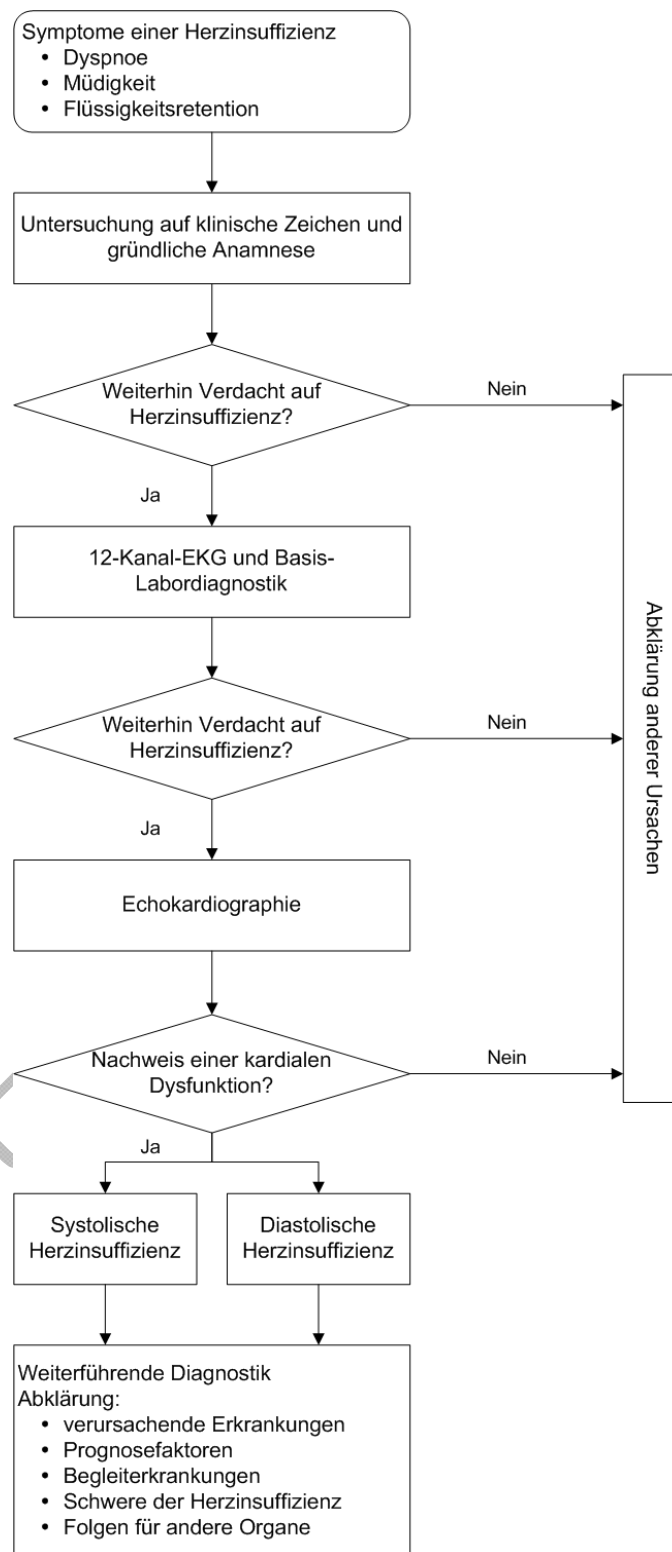 Symptome einer Herzinsuffizienz
• Dyspnoe
• Müdigkeit
• Flüssigkeitsretention
Untersuchung auf klinische Zeichen und
gründliche Anamnese
Weiterhin Verdacht auf
Herzinsuffizienz?
Nein
Ja
12-Kanal-EKG und Basis-
Labordiagnostik
Weiterhin Verdacht auf
Herzinsuffizienz?
Nein
Ja
Echokardiographie
Nachweis einer kardialen
Dysfunktion?
Nein
Ja
Abklärung anderer Ursachen
Systolische
Herzinsuffizienz
Diastolische
Herzinsuffizienz
Weiterführende Diagnostik
Abklärung:
• verursachende Erkrankungen
• Prognosefaktoren
• Begleiterkrankungen
• Schwere der Herzinsuffizienz
• Folgen für andere Organe